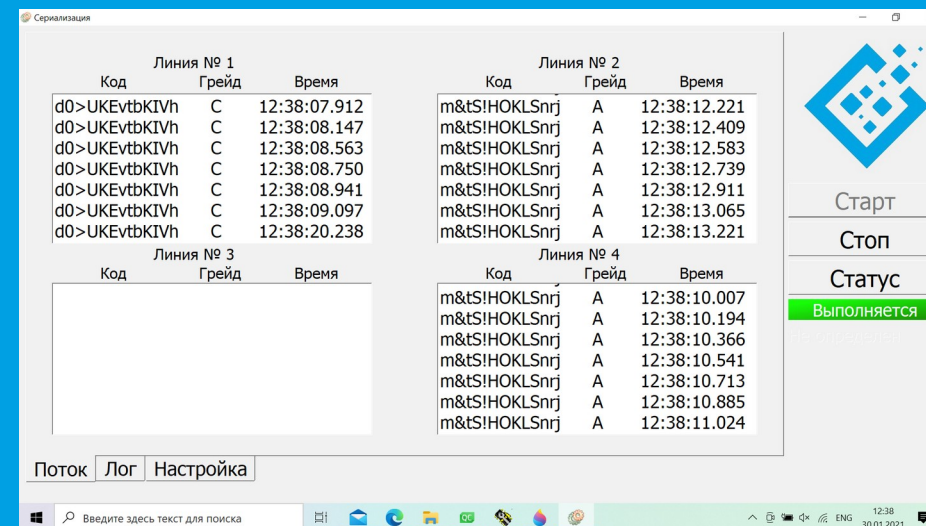 Сериализация
Линия № 1
Код Грейд Время
d0>UKEvtbKIVh C 12:38:07.912
d0>UKEvtbKIVh C 12:38:08.147
d0>UKEvtbKIVh C 12:38:08.563
d0>UKEvtbKIVh C 12:38:08.750
d0>UKEvtbKIVh C 12:38:08.941
d0>UKEvtbKIVh C 12:38:09.097
d0>UKEvtbKIVh C 12:38:20.238
Линия № 2
Код Грейд Время
m&tS!HOKLSnrj A 12:38:12.221
m&tS!HOKLSnrj A 12:38:12.409
m&tS!HOKLSnrj A 12:38:12.583
m&tS!HOKLSnrj A 12:38:12.739
m&tS!HOKLSnrj A 12:38:12.911
m&tS!HOKLSnrj A 12:38:13.065
m&tS!HOKLSnrj A 12:38:13.221
Линия № 3
Код Грейд Время
Линия № 4
Код Грейд Время
m&tS!HOKLSnrj A 12:38:10.007
m&tS!HOKLSnrj A 12:38:10.194
m&tS!HOKLSnrj A 12:38:10.366
m&tS!HOKLSnrj A 12:38:10.541
m&tS!HOKLSnrj A 12:38:10.713
m&tS!HOKLSnrj A 12:38:10.885
m&tS!HOKLSnrj A 12:38:11.024
Старт
Стоп
Статус
Выполняется
Поток Лог Настройка
Введите здесь текст для поиска
QC
ENG
12:38
30.01.2021